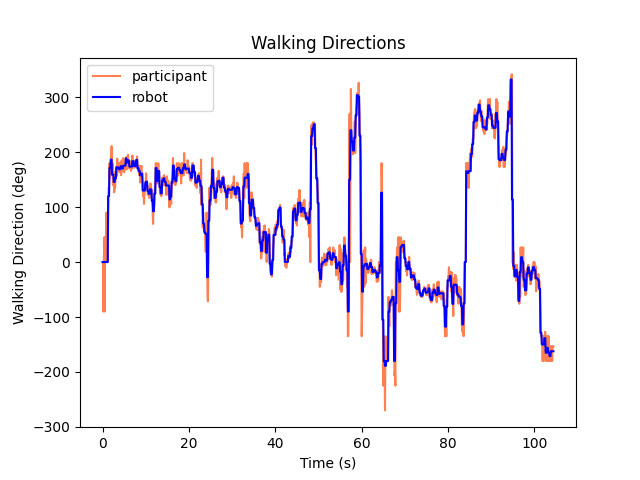 Walking Directions
participant
robot
Walking Direction (deg)
300
200
100
0
−100
−200
−300
0
20
40
60
80
100
Time (s)